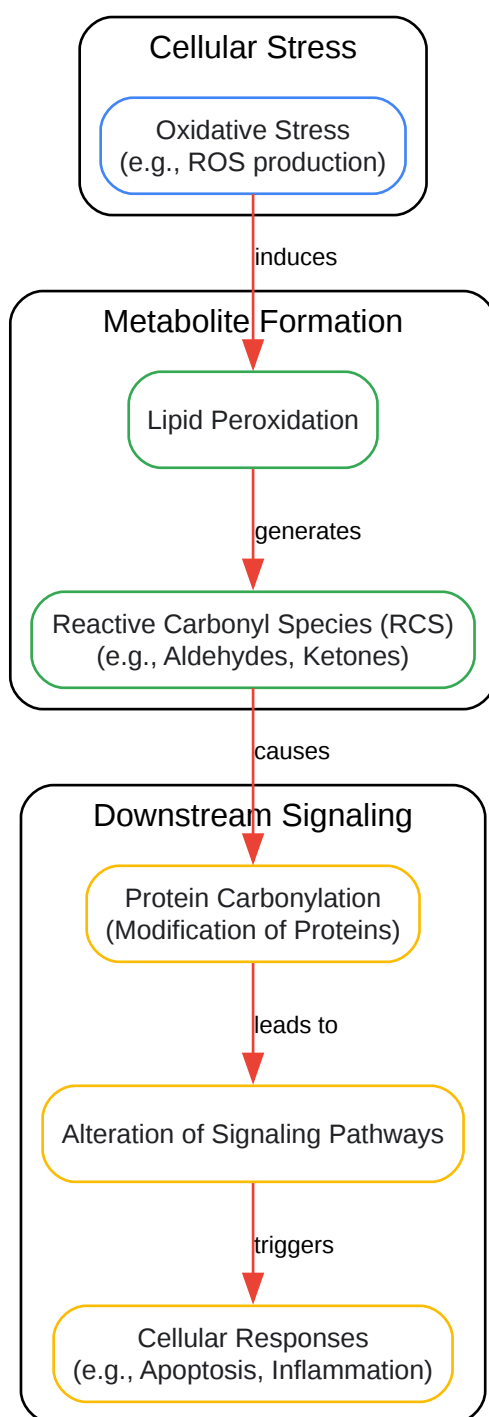 Cellular Stress
Oxidative Stress
(e.g., ROS production)
induces
Metabolite Formation
Lipid Peroxidation
generates
Reactive Carbonyl Species (RCS)
(e.g., Aldehydes, Ketones)
causes
Downstream Signaling
Protein Carbonylation
(Modification of Proteins)
leads to
Alteration of Signaling Pathways
triggers
Cellular Responses
(e.g., Apoptosis, Inflammation)